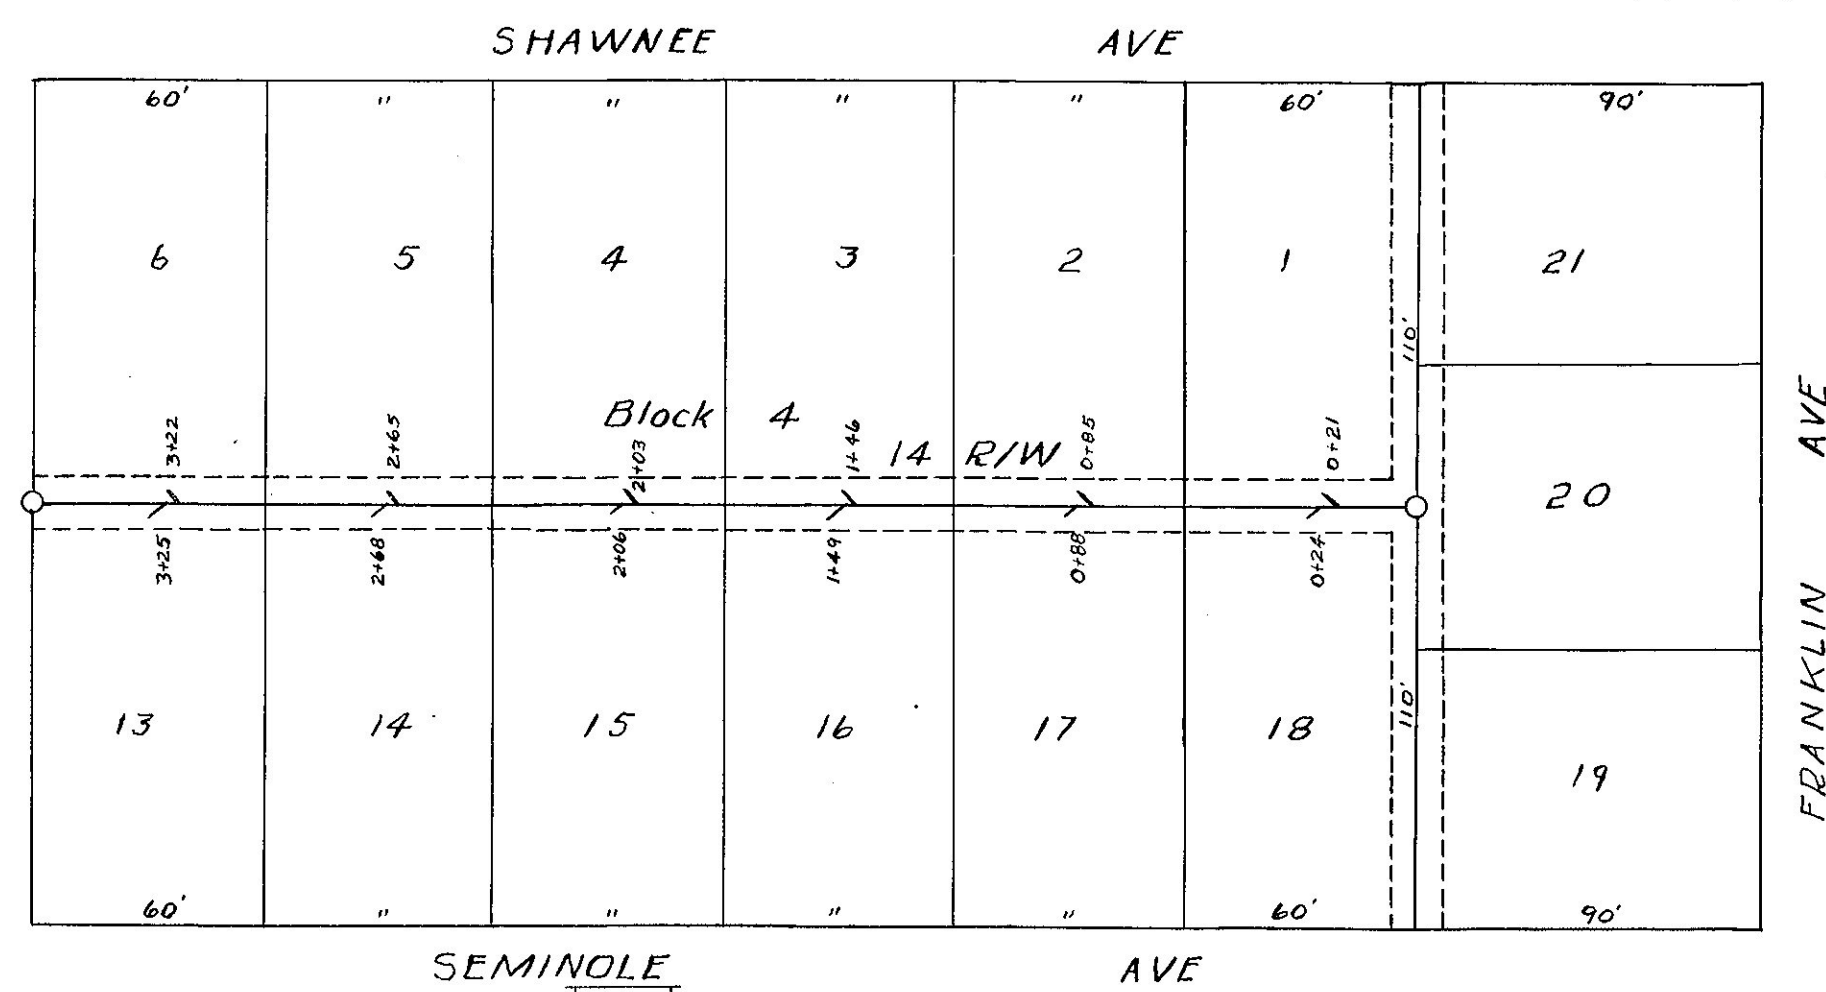 SHAWNEE AVE
60' " " " " 60' 90'
6 5 4 3 2 1 21
110'
Block 4
14 R/W
3+22 2+65 2+03 1+46 0+85 0+21
20
3+25 2+68 2+06 1+49 0+88 0+24
110'
13 14 15 16 17 18 19
60' " " " " 60' 90'
SEMINOLE AVE
FRANKLIN AVE